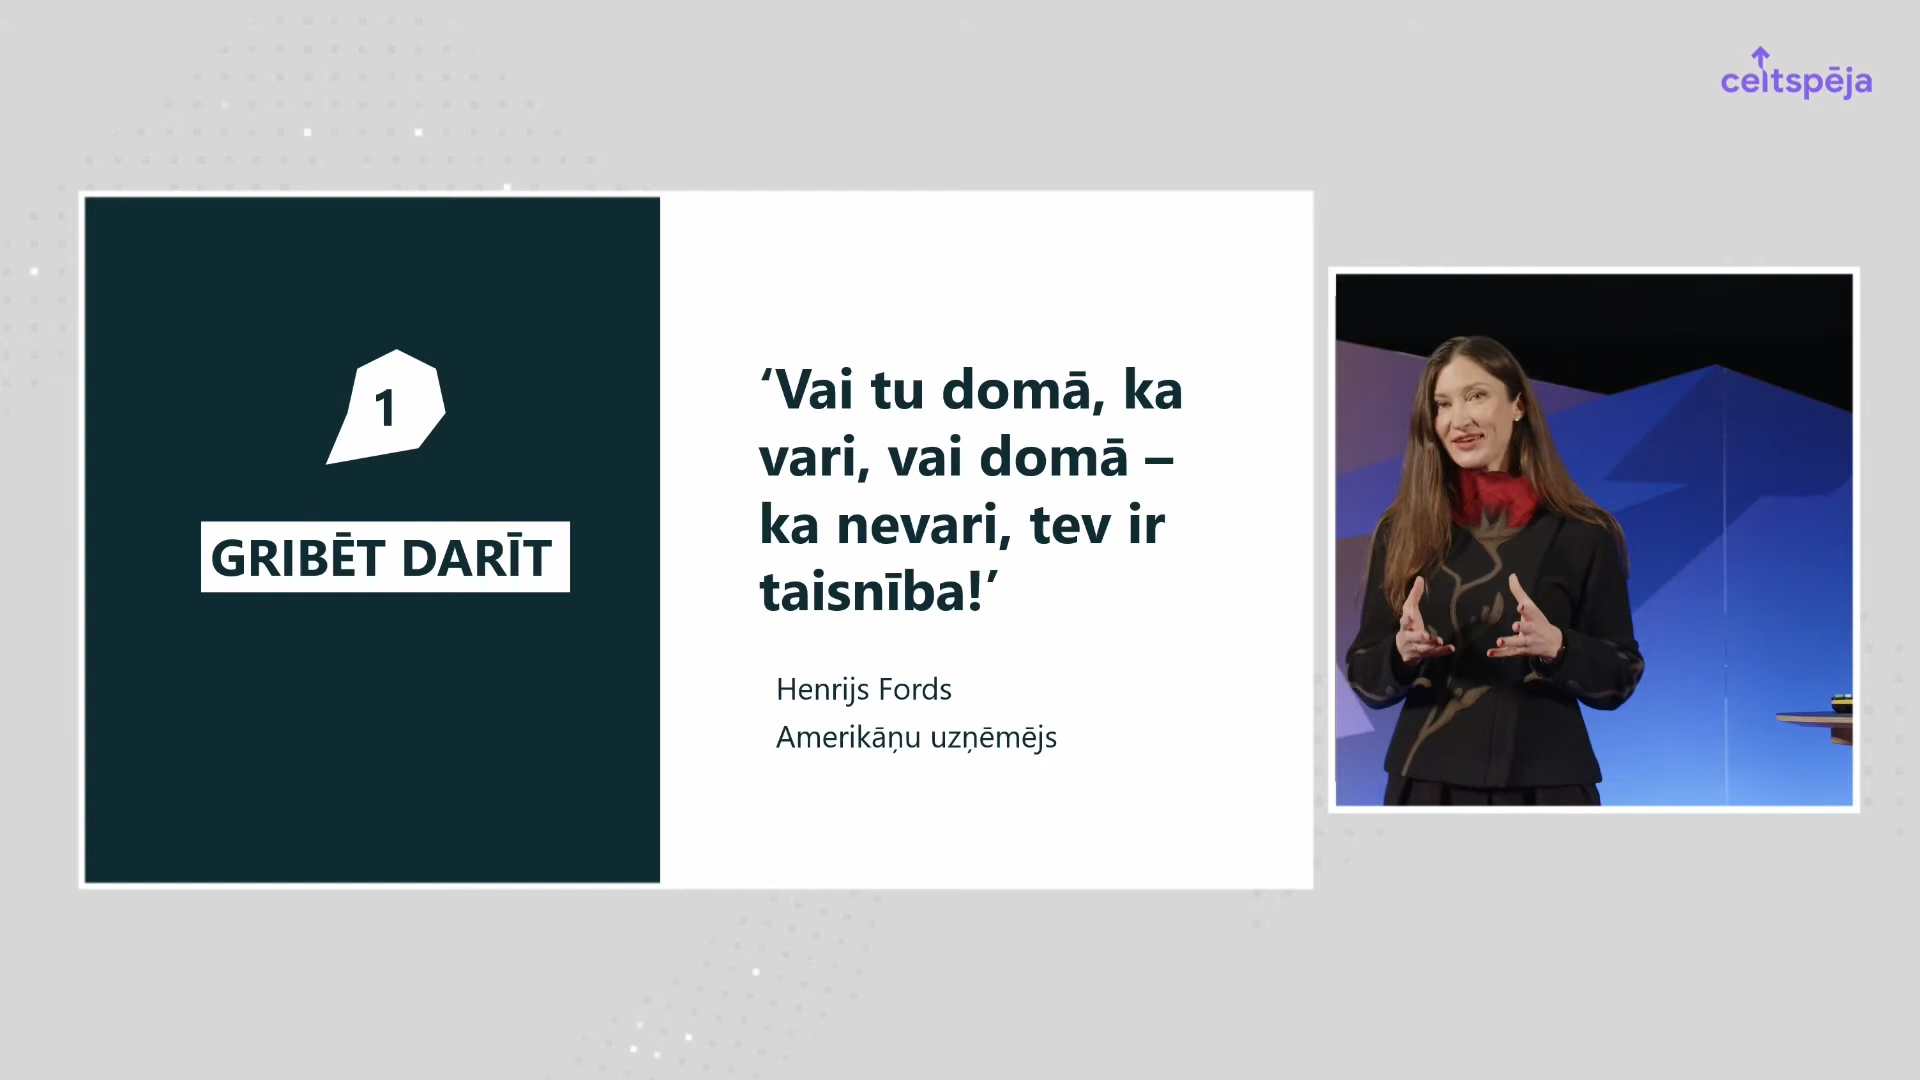 celtspēja
1
GRIBĒT DARĪT
‘Vai tu domā, ka
vari, vai domā –
ka nevari, tev ir
taisnība!’
Henrijs Fords
Amerikāņu uzņēmējs